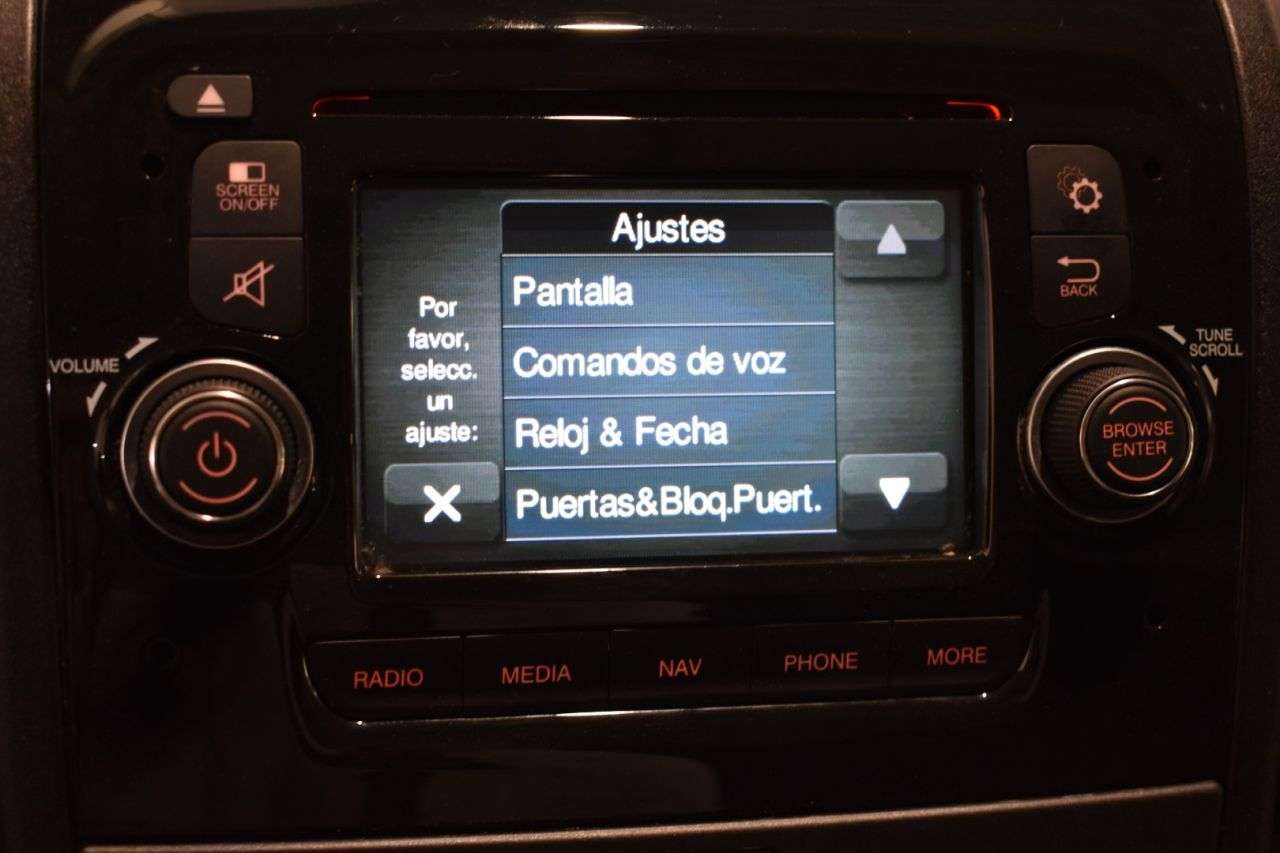 SCREEN
ON/OFF
VOLUME
Por
favor,
selecc.
un
ajuste:
Ajustes
Pantalla
Comandos de voz
Reloj & Fecha
Puertas&Bloq.Puert.
BACK
TUNE
SCROLL
BROWSE
ENTER
RADIO
MEDIA
NAV
PHONE
MORE